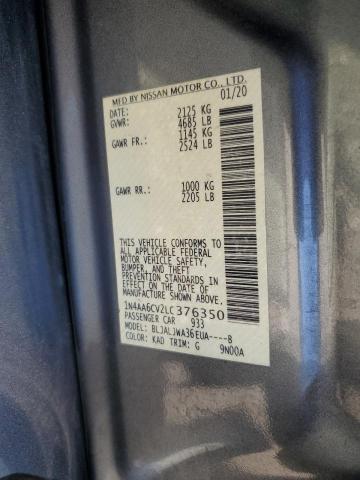 MFD BY NISSAN MOTOR CO., LTD.
DATE: 01/20
GVWR: 2125 KG
4685 LB
GAWR FR.: 1145 KG
2524 LB
GAWR RR.: 1000 KG
2205 LB
THIS VEHICLE CONFORMS TO
ALL APPLICABLE FEDERAL
MOTOR VEHICLE SAFETY,
BUMPER, AND THEFT
PREVENTION STANDARDS
IN EFFECT ON THE DATE OF
MANUFACTURE SHOWN ABOVE.
1N4AA6CV2LC376350
PASSENGER CAR 933
MODEL: BLJALJWA36EUA----B
COLOR: KAD TRIM: G 9N00A